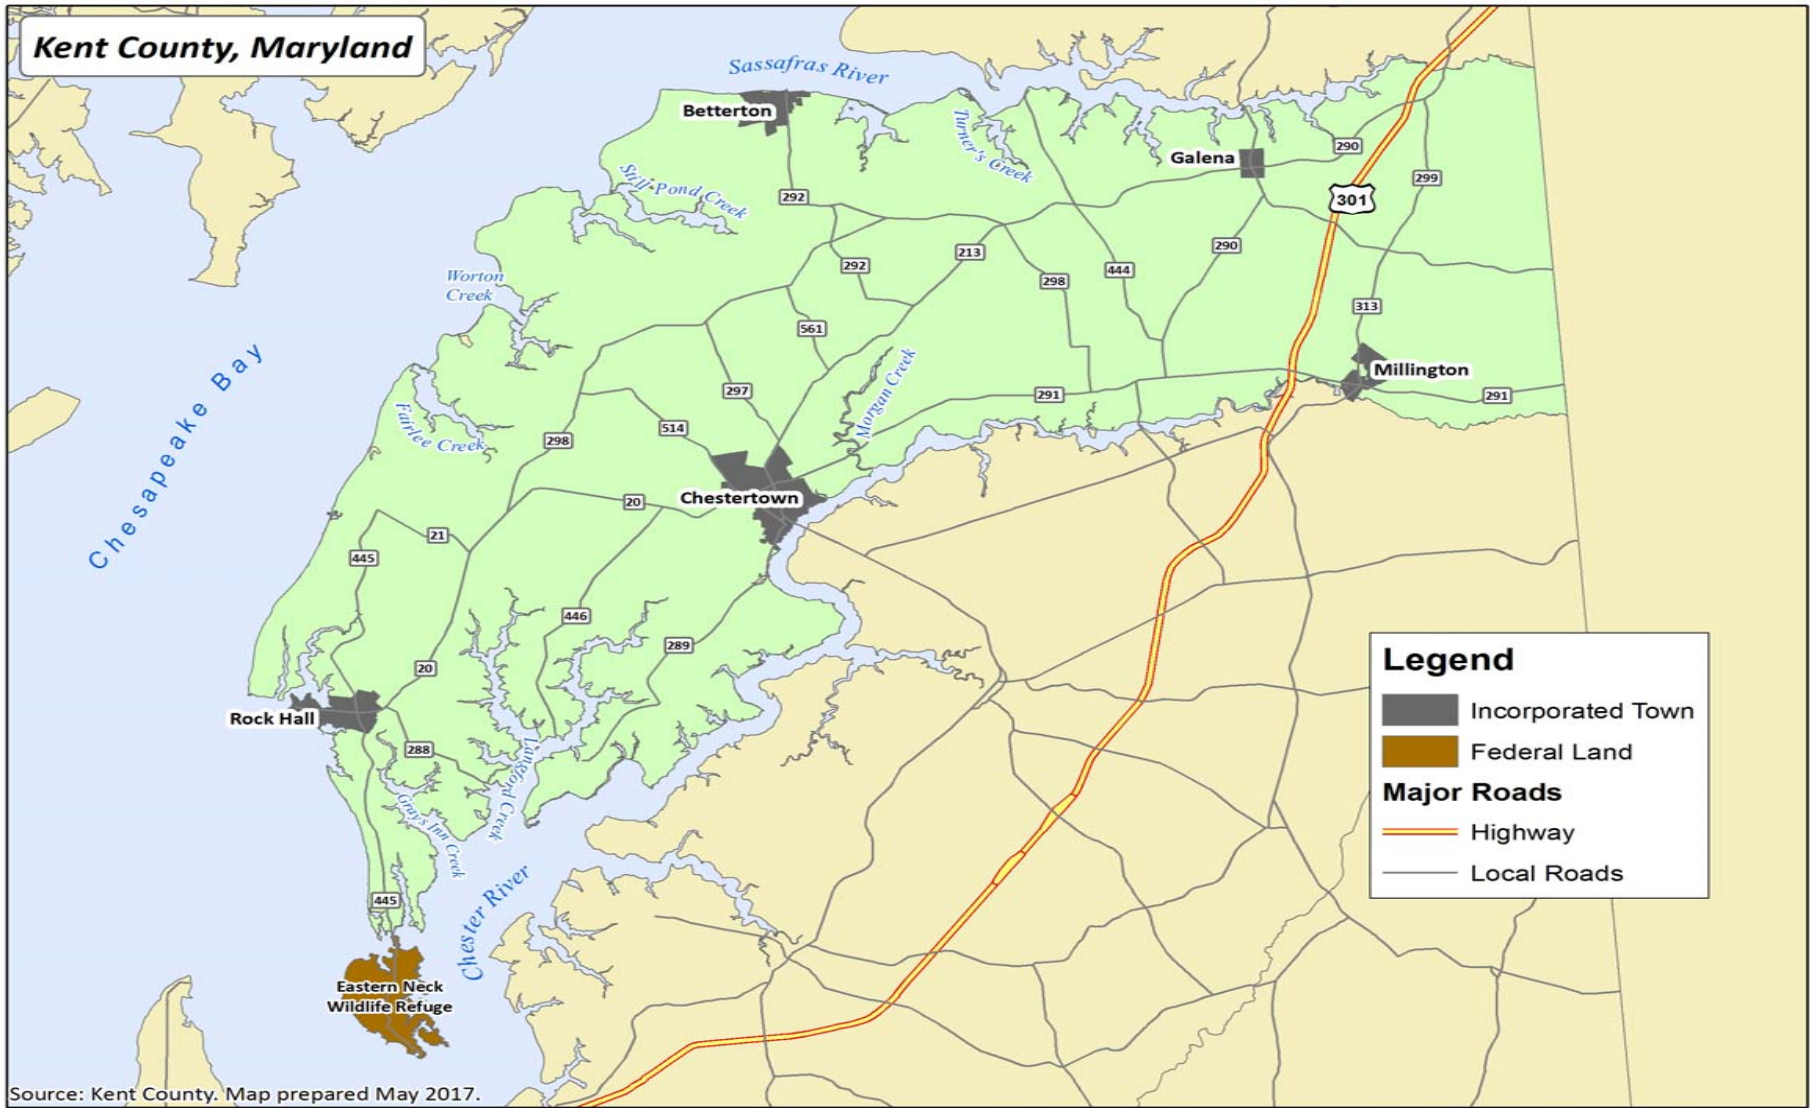 Kent County, Maryland
Sassafras River
Betterton
Turner's Creek
Galena
290
299
301
Still Pond Creek
292
290
213
292
444
298
Worton
Creek
313
561
Millington
Morgan Creek
297
291
291
Chesapeake Bay
Fairlee Creek
514
298
Chestertown
20
21
445
446
289
20
Rock Hall
288
Langford Creek
Grays Inn Creek
445
Chester River
Eastern Neck
Wildlife Refuge
Legend
Incorporated Town
Federal Land
Major Roads
Highway
Local Roads
Source: Kent County. Map prepared May 2017.